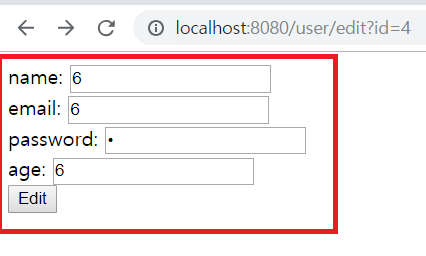 localhost:8080/user/edit?id=4
name: 6
email: 6
password: •
age: 6
Edit